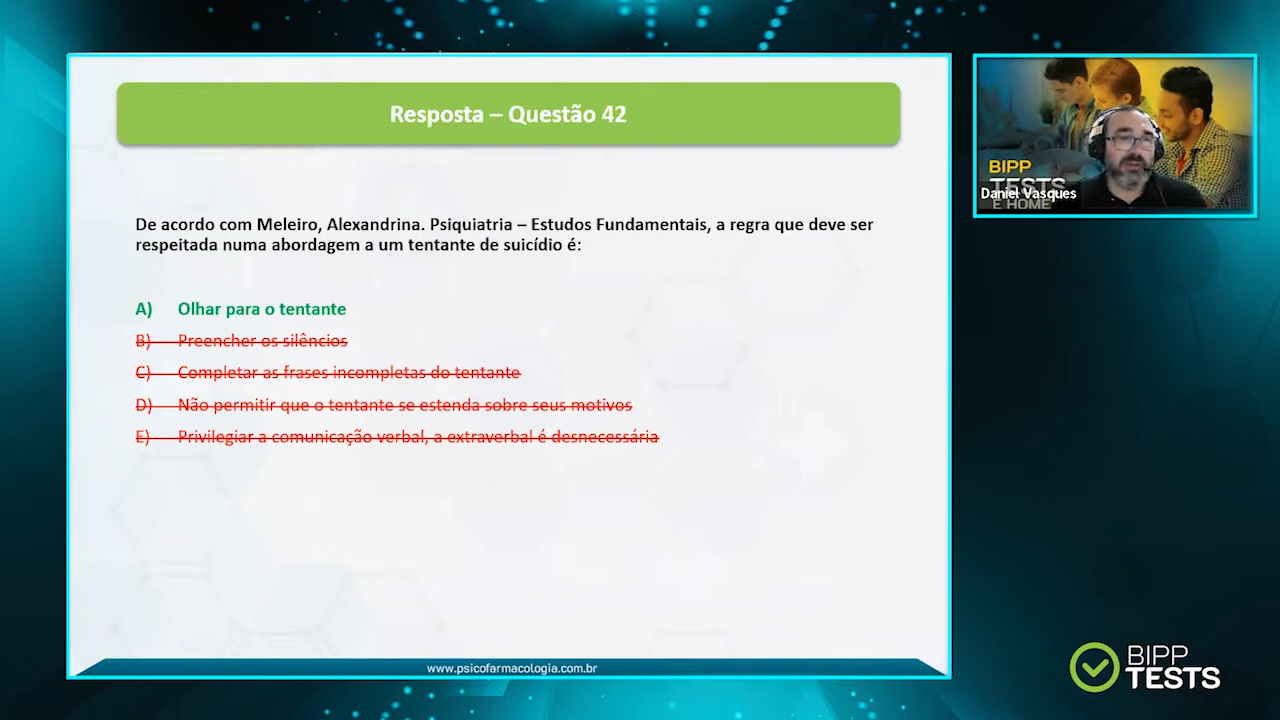 Resposta – Questão 42
De acordo com Meleiro, Alexandrina. Psiquiatria – Estudos Fundamentais, a regra que deve ser
respeitada numa abordagem a um tentante de suicídio é:
A) Olhar para o tentante
B) Preencher os silêncios
C) Completar as frases incompletas do tentante
D) Não permitir que o tentante se estenda sobre seus motivos
E) Privilegiar a comunicação verbal, a extraverbal é desnecessária
www.psicofarmacologia.com.br
BIPP
TESTS
Daniel Vasques
E HOME
BIPP
TESTS